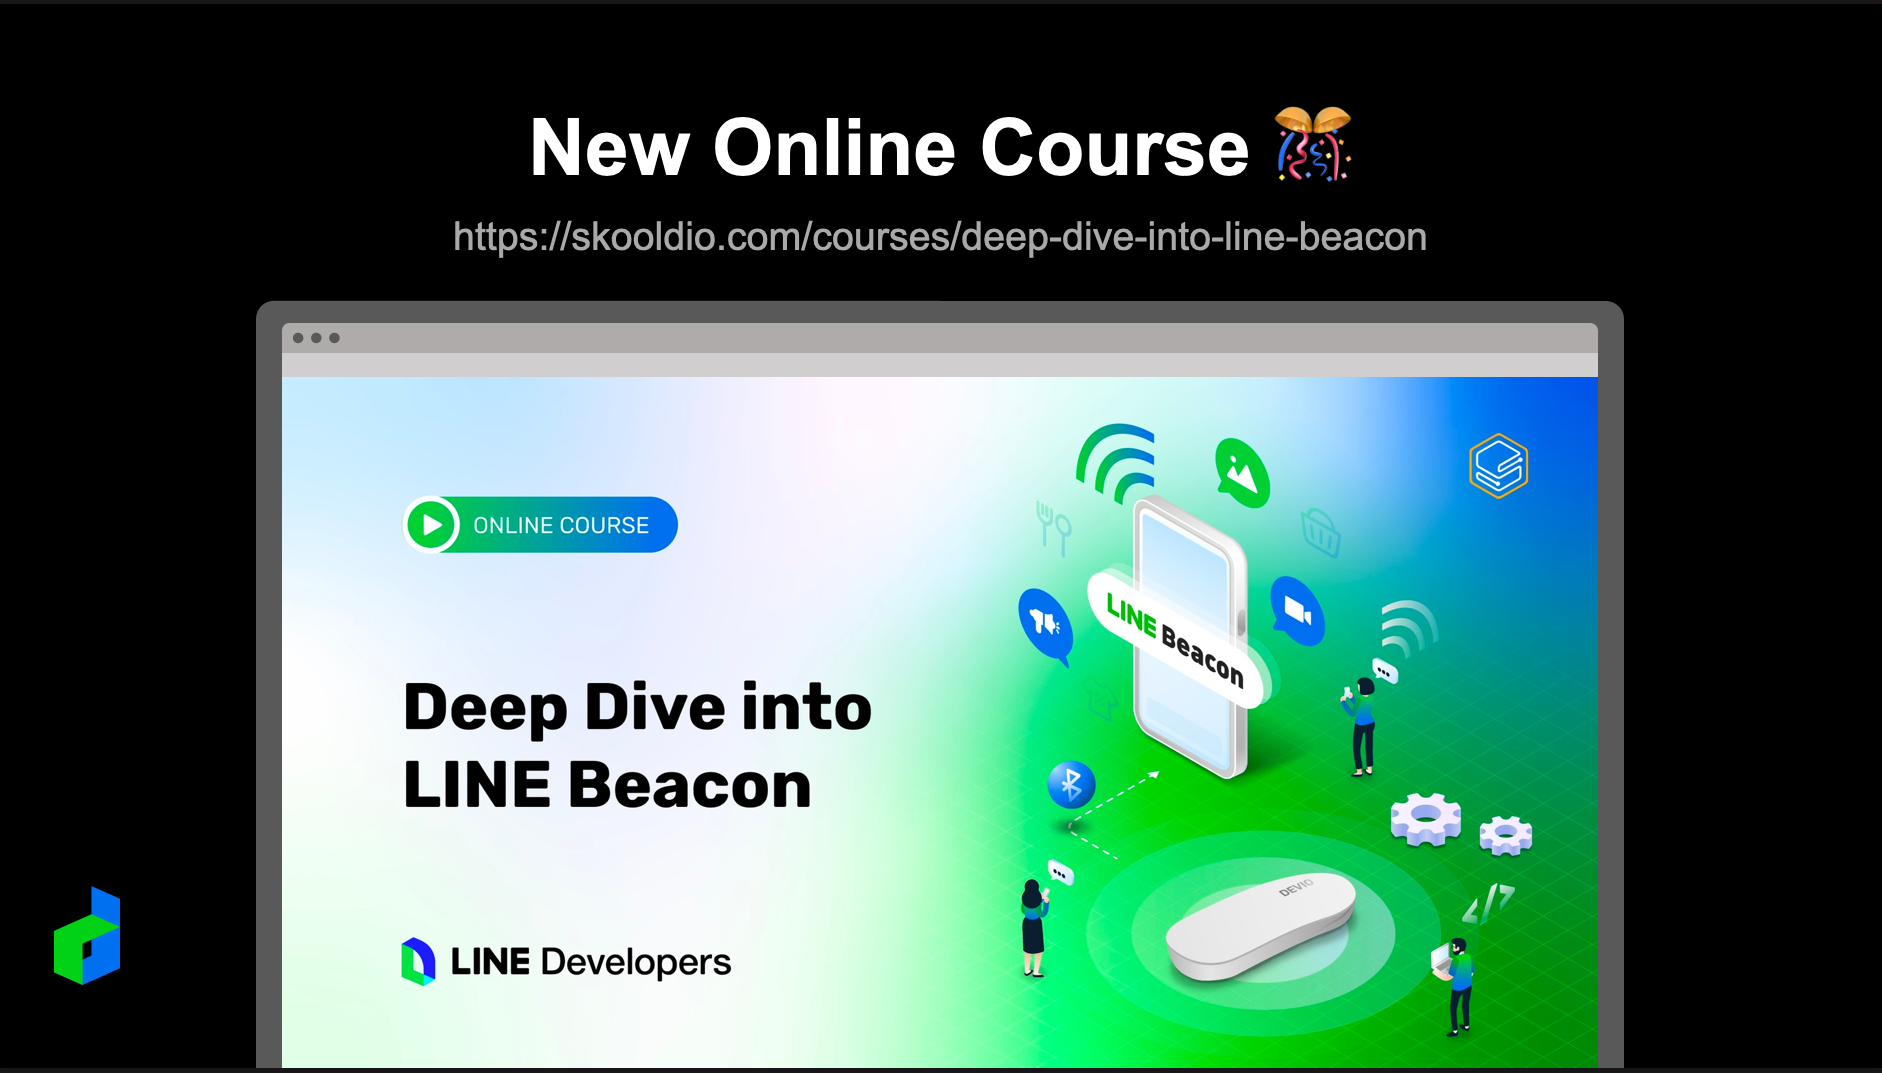 New Online Course 🎊
https://skooldio.com/courses/deep-dive-into-line-beacon
ONLINE COURSE
LINE Beacon
Deep Dive into
LINE Beacon
DEVIO
</>
LINE Developers